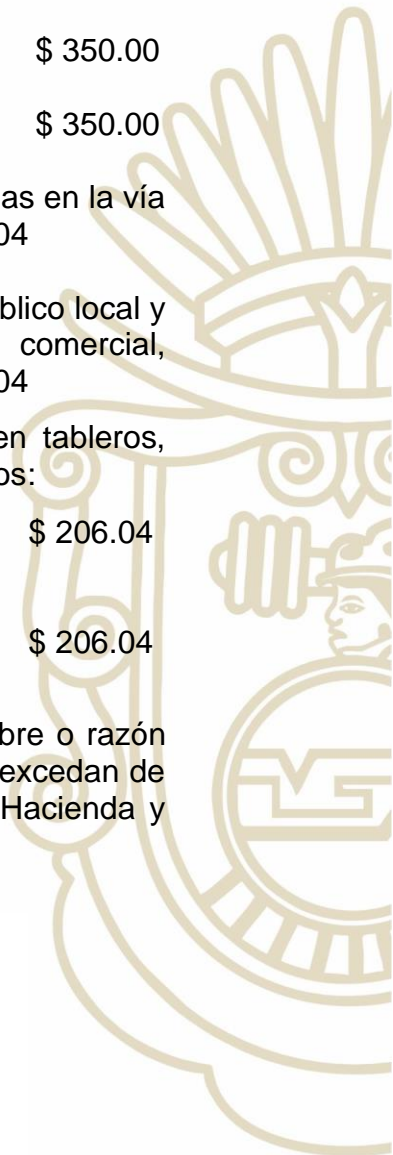 $ 350.00
$ 350.00
as en la vía
04
blico local y
comercial,
04
en tableros,
os:
$ 206.04
$ 206.04
bre o razón
excedan de
Hacienda y